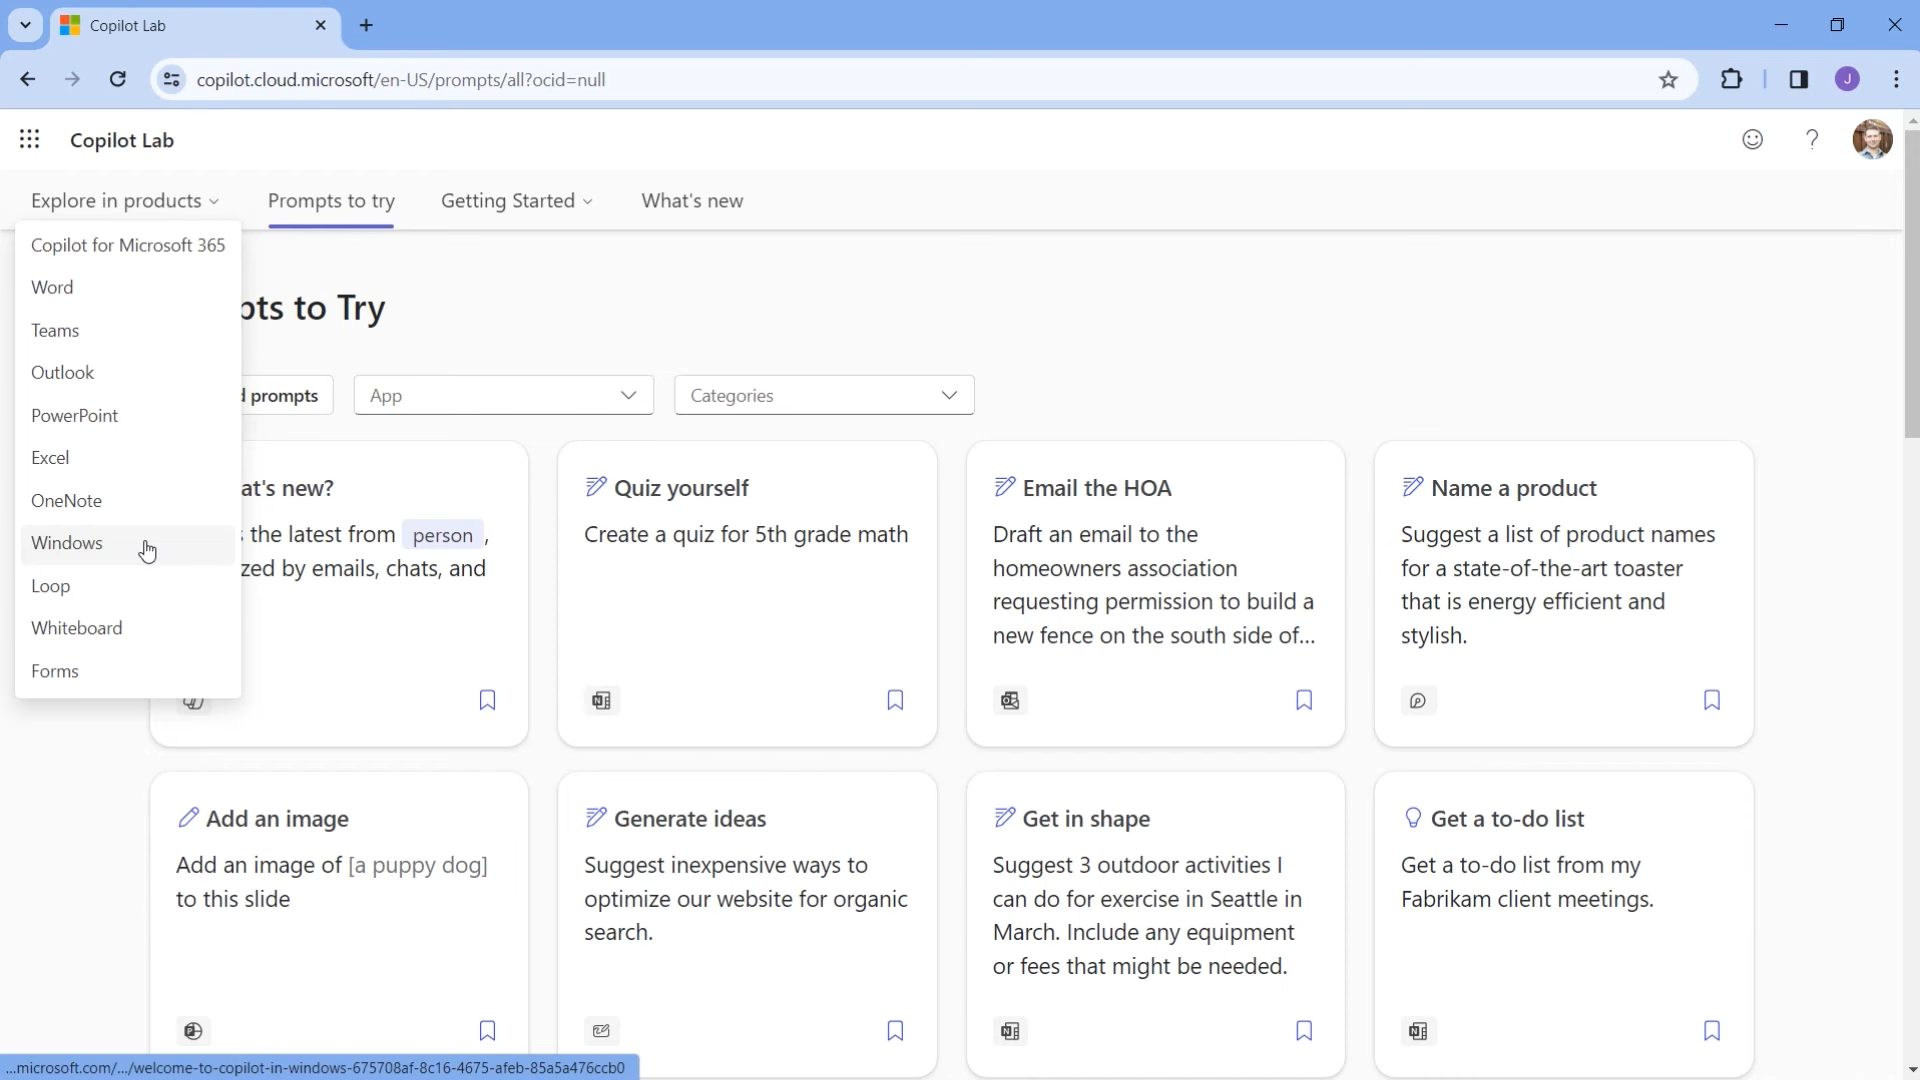 Copilot Lab
copilot.cloud.microsoft/en-US/prompts/all?ocid=null
J
Copilot Lab
?
Explore in products
Prompts to try
Getting Started
What's new
Copilot for Microsoft 365
Word
Teams
Outlook
PowerPoint
Excel
OneNote
Windows
Loop
Whiteboard
Forms
pts to Try
d prompts
App
Categories
at's new?
s the latest from person,
zed by emails, chats, and
Quiz yourself
Create a quiz for 5th grade math
Email the HOA
Draft an email to the
homeowners association
requesting permission to build a
new fence on the south side of...
Name a product
Suggest a list of product names
for a state-of-the-art toaster
that is energy efficient and
stylish.
Add an image
Add an image of [a puppy dog]
to this slide
Generate ideas
Suggest inexpensive ways to
optimize our website for organic
search.
Get in shape
Suggest 3 outdoor activities I
can do for exercise in Seattle in
March. Include any equipment
or fees that might be needed.
Get a to-do list
Get a to-do list from my
Fabrikam client meetings.
...microsoft.com/.../welcome-to-copilot-in-windows-675708af-8c16-4675-afeb-85a5a476ccb0